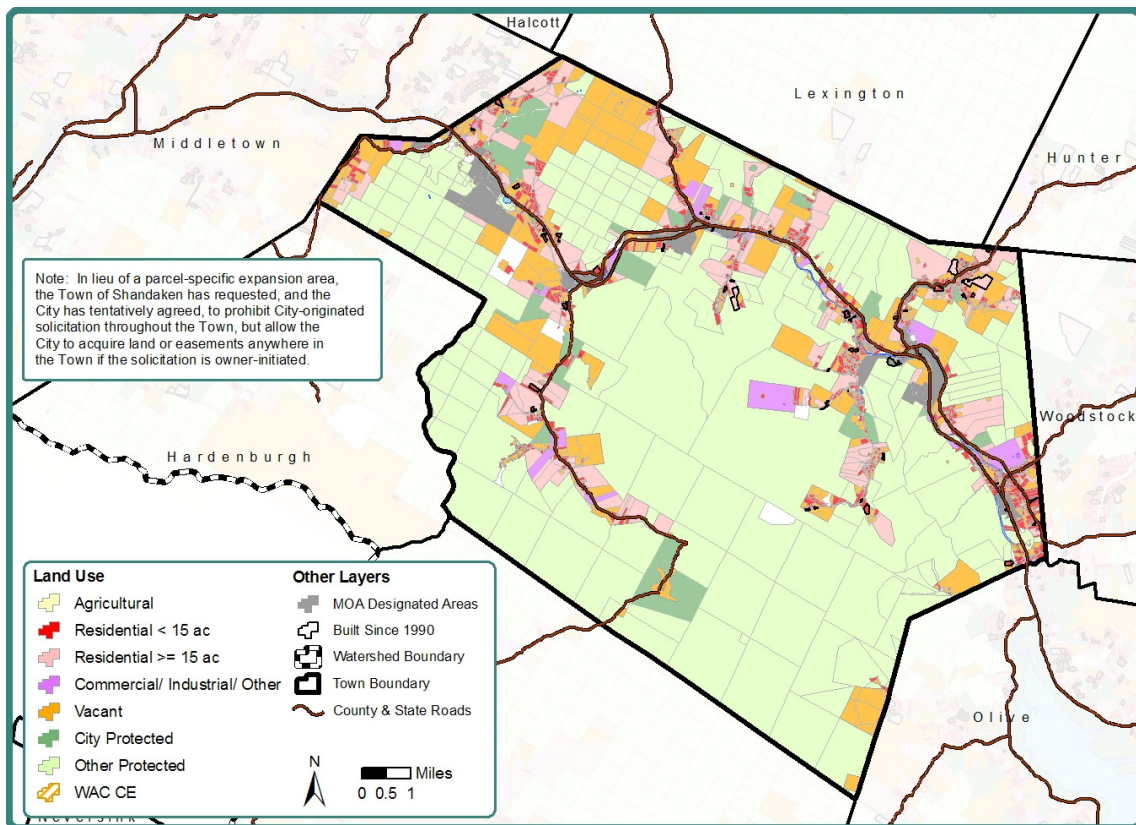 Halcott
Lexington
Middletown
Hunter
Note: In lieu of a parcel-specific expansion area,
the Town of Shandaken has requested, and the
City has tentatively agreed, to prohibit City-originated
solicitation throughout the Town, but allow the
City to acquire land or easements anywhere in
the Town if the solicitation is owner-initiated.
Woodstock
Hardenburgh
Olive
Land Use
Agricultural
Residential < 15 ac
Residential >= 15 ac
Commercial/ Industrial/ Other
Vacant
City Protected
Other Protected
WAC CE
Other Layers
MOA Designated Areas
Built Since 1990
Watershed Boundary
Town Boundary
County & State Roads
N
Miles
0 0.5 1
Neversink